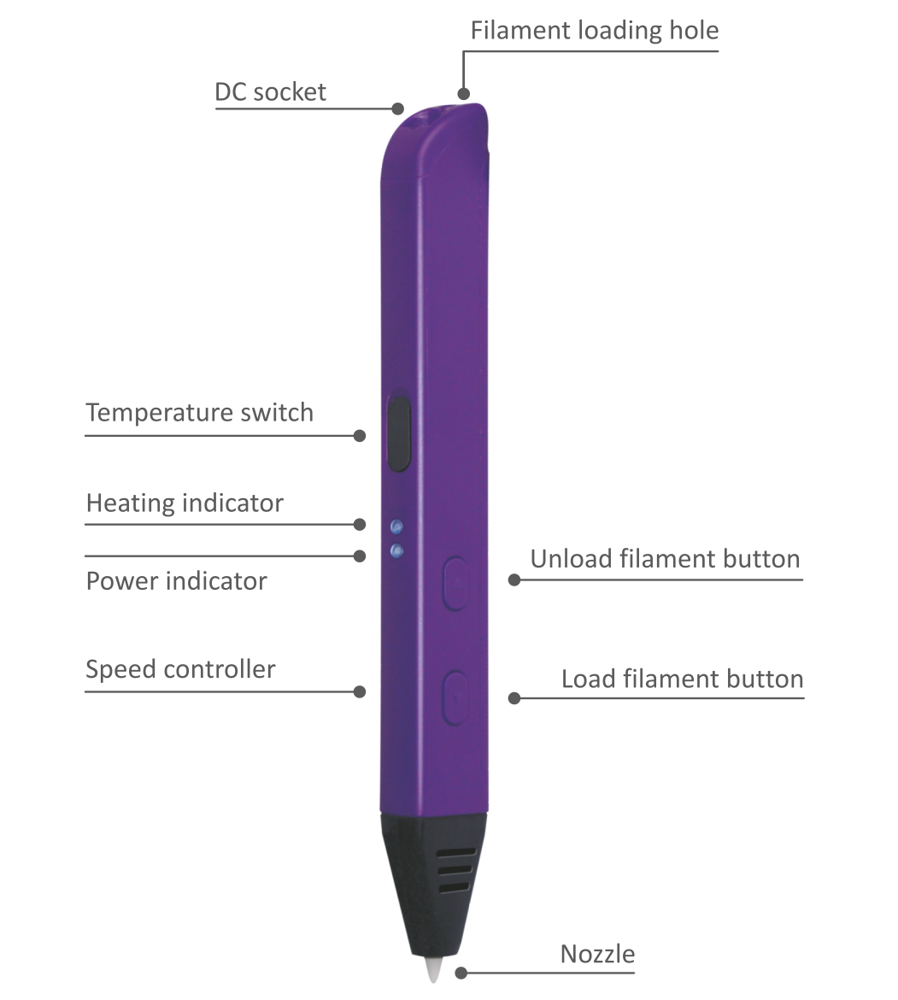 Filament loading hole
DC socket
Temperature switch
Heating indicator
Unload filament button
Power indicator
Speed controller
Load filament button
Nozzle